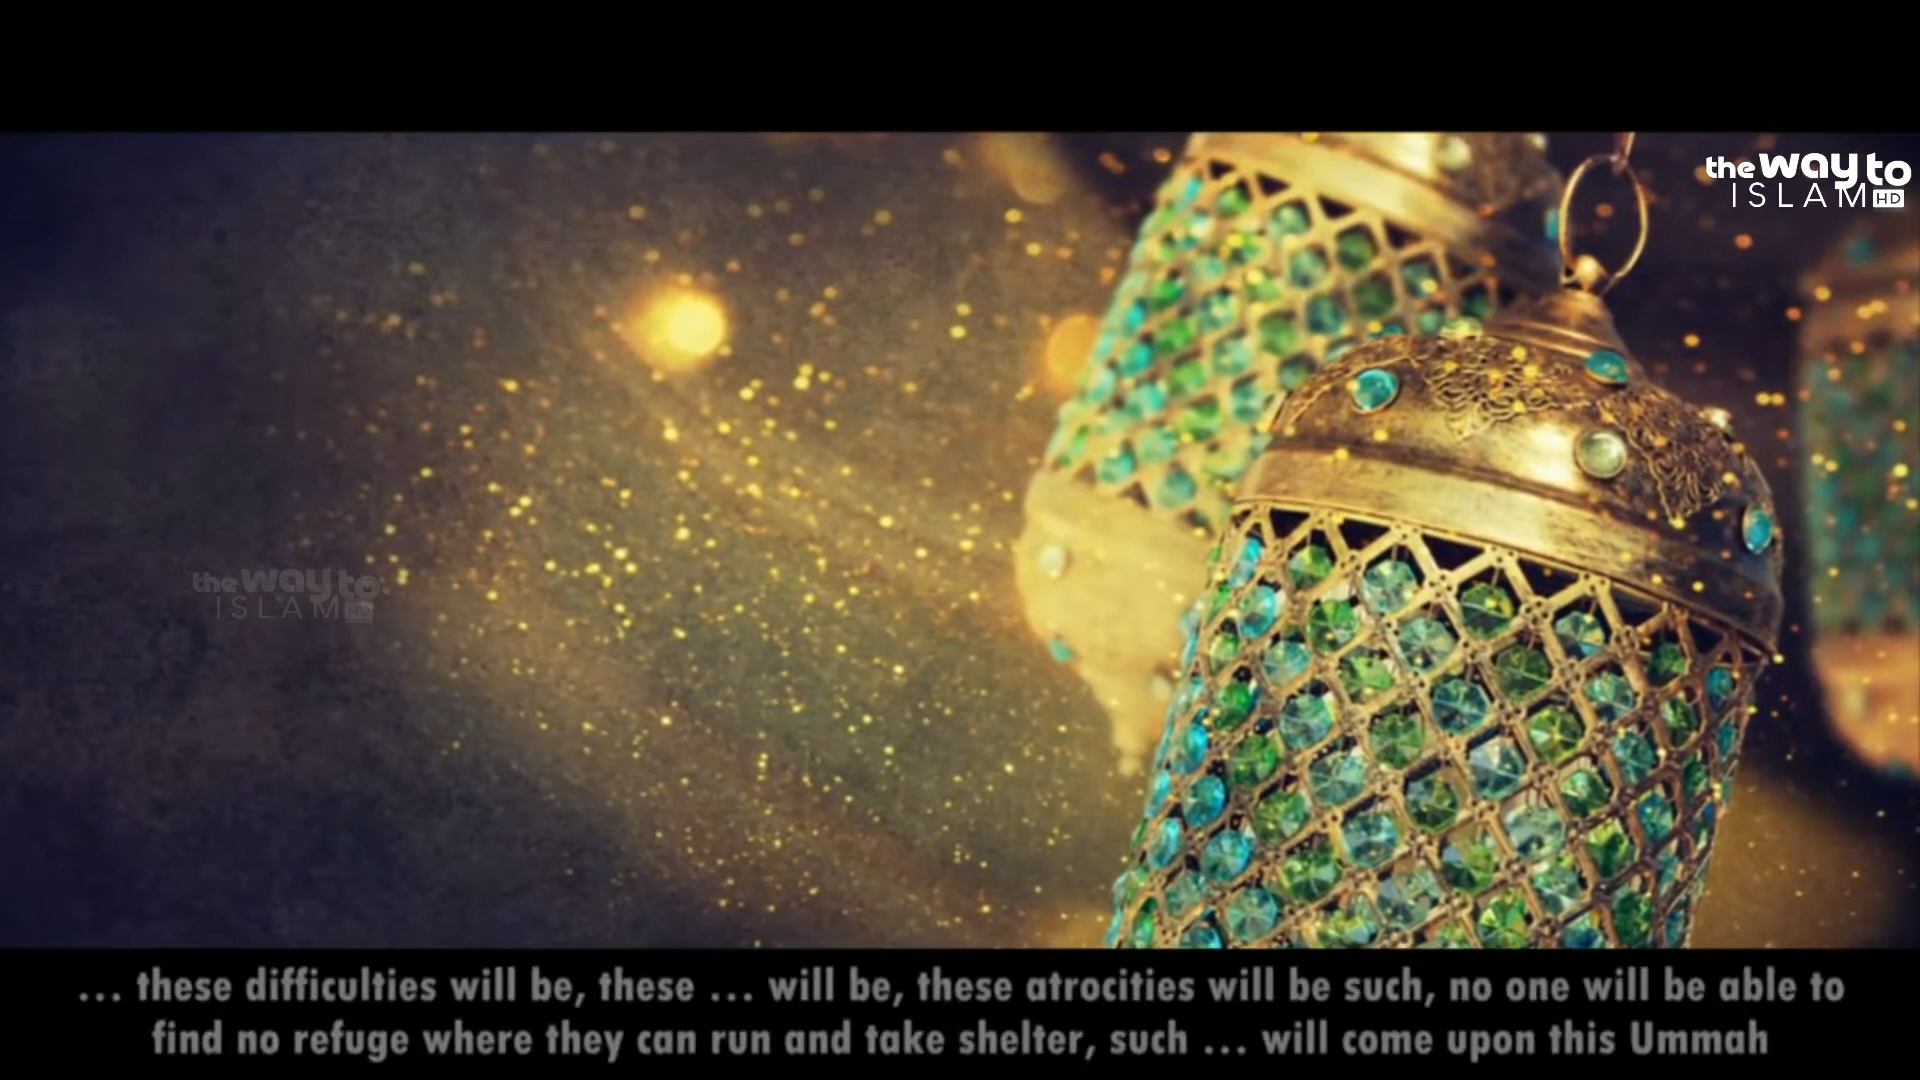 the way to
ISLAM HD
the way to
ISLAM HD
... these difficulties will be, these ... will be, these atrocities will be such, no one will be able to
find no refuge where they can run and take shelter, such ... will come upon this Ummah